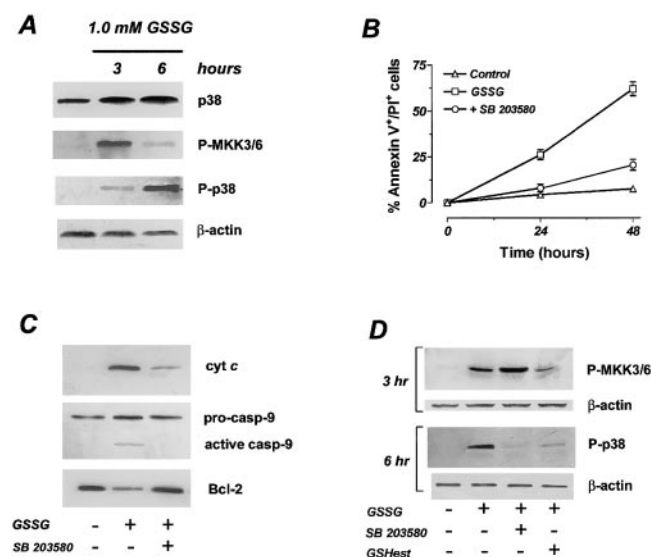 A
1.0 mM GSSG
3 6 hours
p38
P-MKK3/6
P-p38
β-actin
B
Control
GSSG
+ SB 203580
% Annexin V⁺/PI⁺ cells
75
50
25
0
0 24 48
Time (hours)
C
cyt c
pro-casp-9
active casp-9
Bcl-2
GSSG - + +
SB 203580 - - +
D
3 hr
P-MKK3/6
β-actin
6 hr
P-p38
β-actin
GSSG - + + +
SB 203580 +
GSHest +